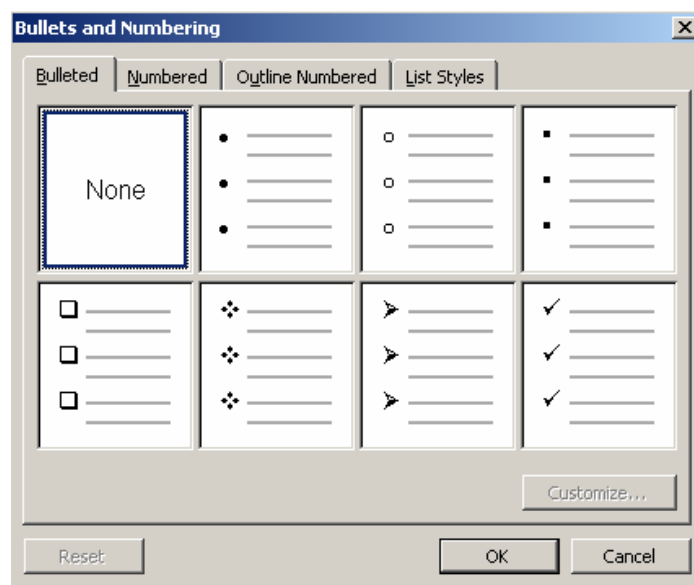 Bullets and Numbering
Bulleted Numbered Outline Numbered List Styles
None
Customize...
Reset OK Cancel